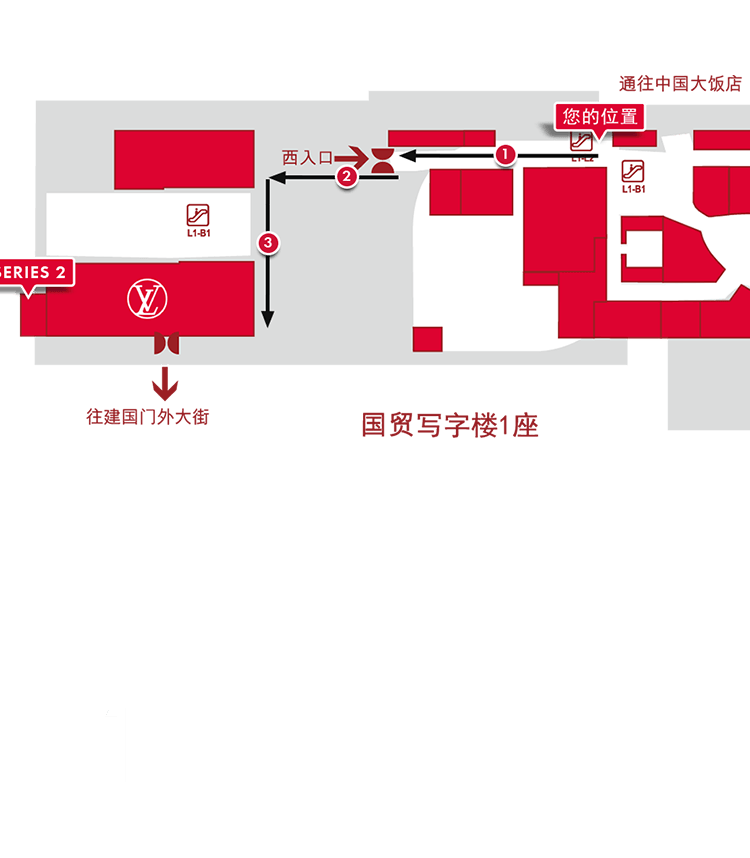 通往中国大饭店
您的位置
L1-L2
西入口
1
2
L1-B1
L1-B1
3
SERIES 2
LV
往建国门外大街
国贸写字楼1座